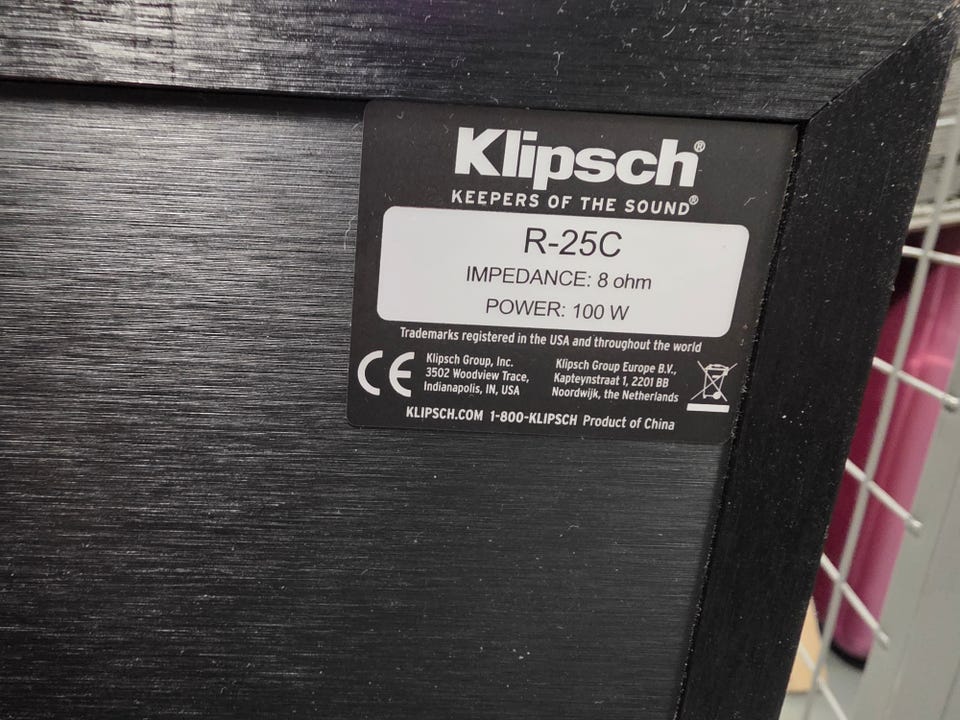 Klipsch®
KEEPERS OF THE SOUND®
R-25C
IMPEDANCE: 8 ohm
POWER: 100 W
Trademarks registered in the USA and throughout the world
CE
Klipsch Group, Inc.
3502 Woodview Trace,
Indianapolis, IN, USA
Klipsch Group Europe B.V.,
Kapteynstraat 1, 2201 BB
Noordwijk, the Netherlands
KLIPSCH.COM 1-800-KLIPSCH Product of China